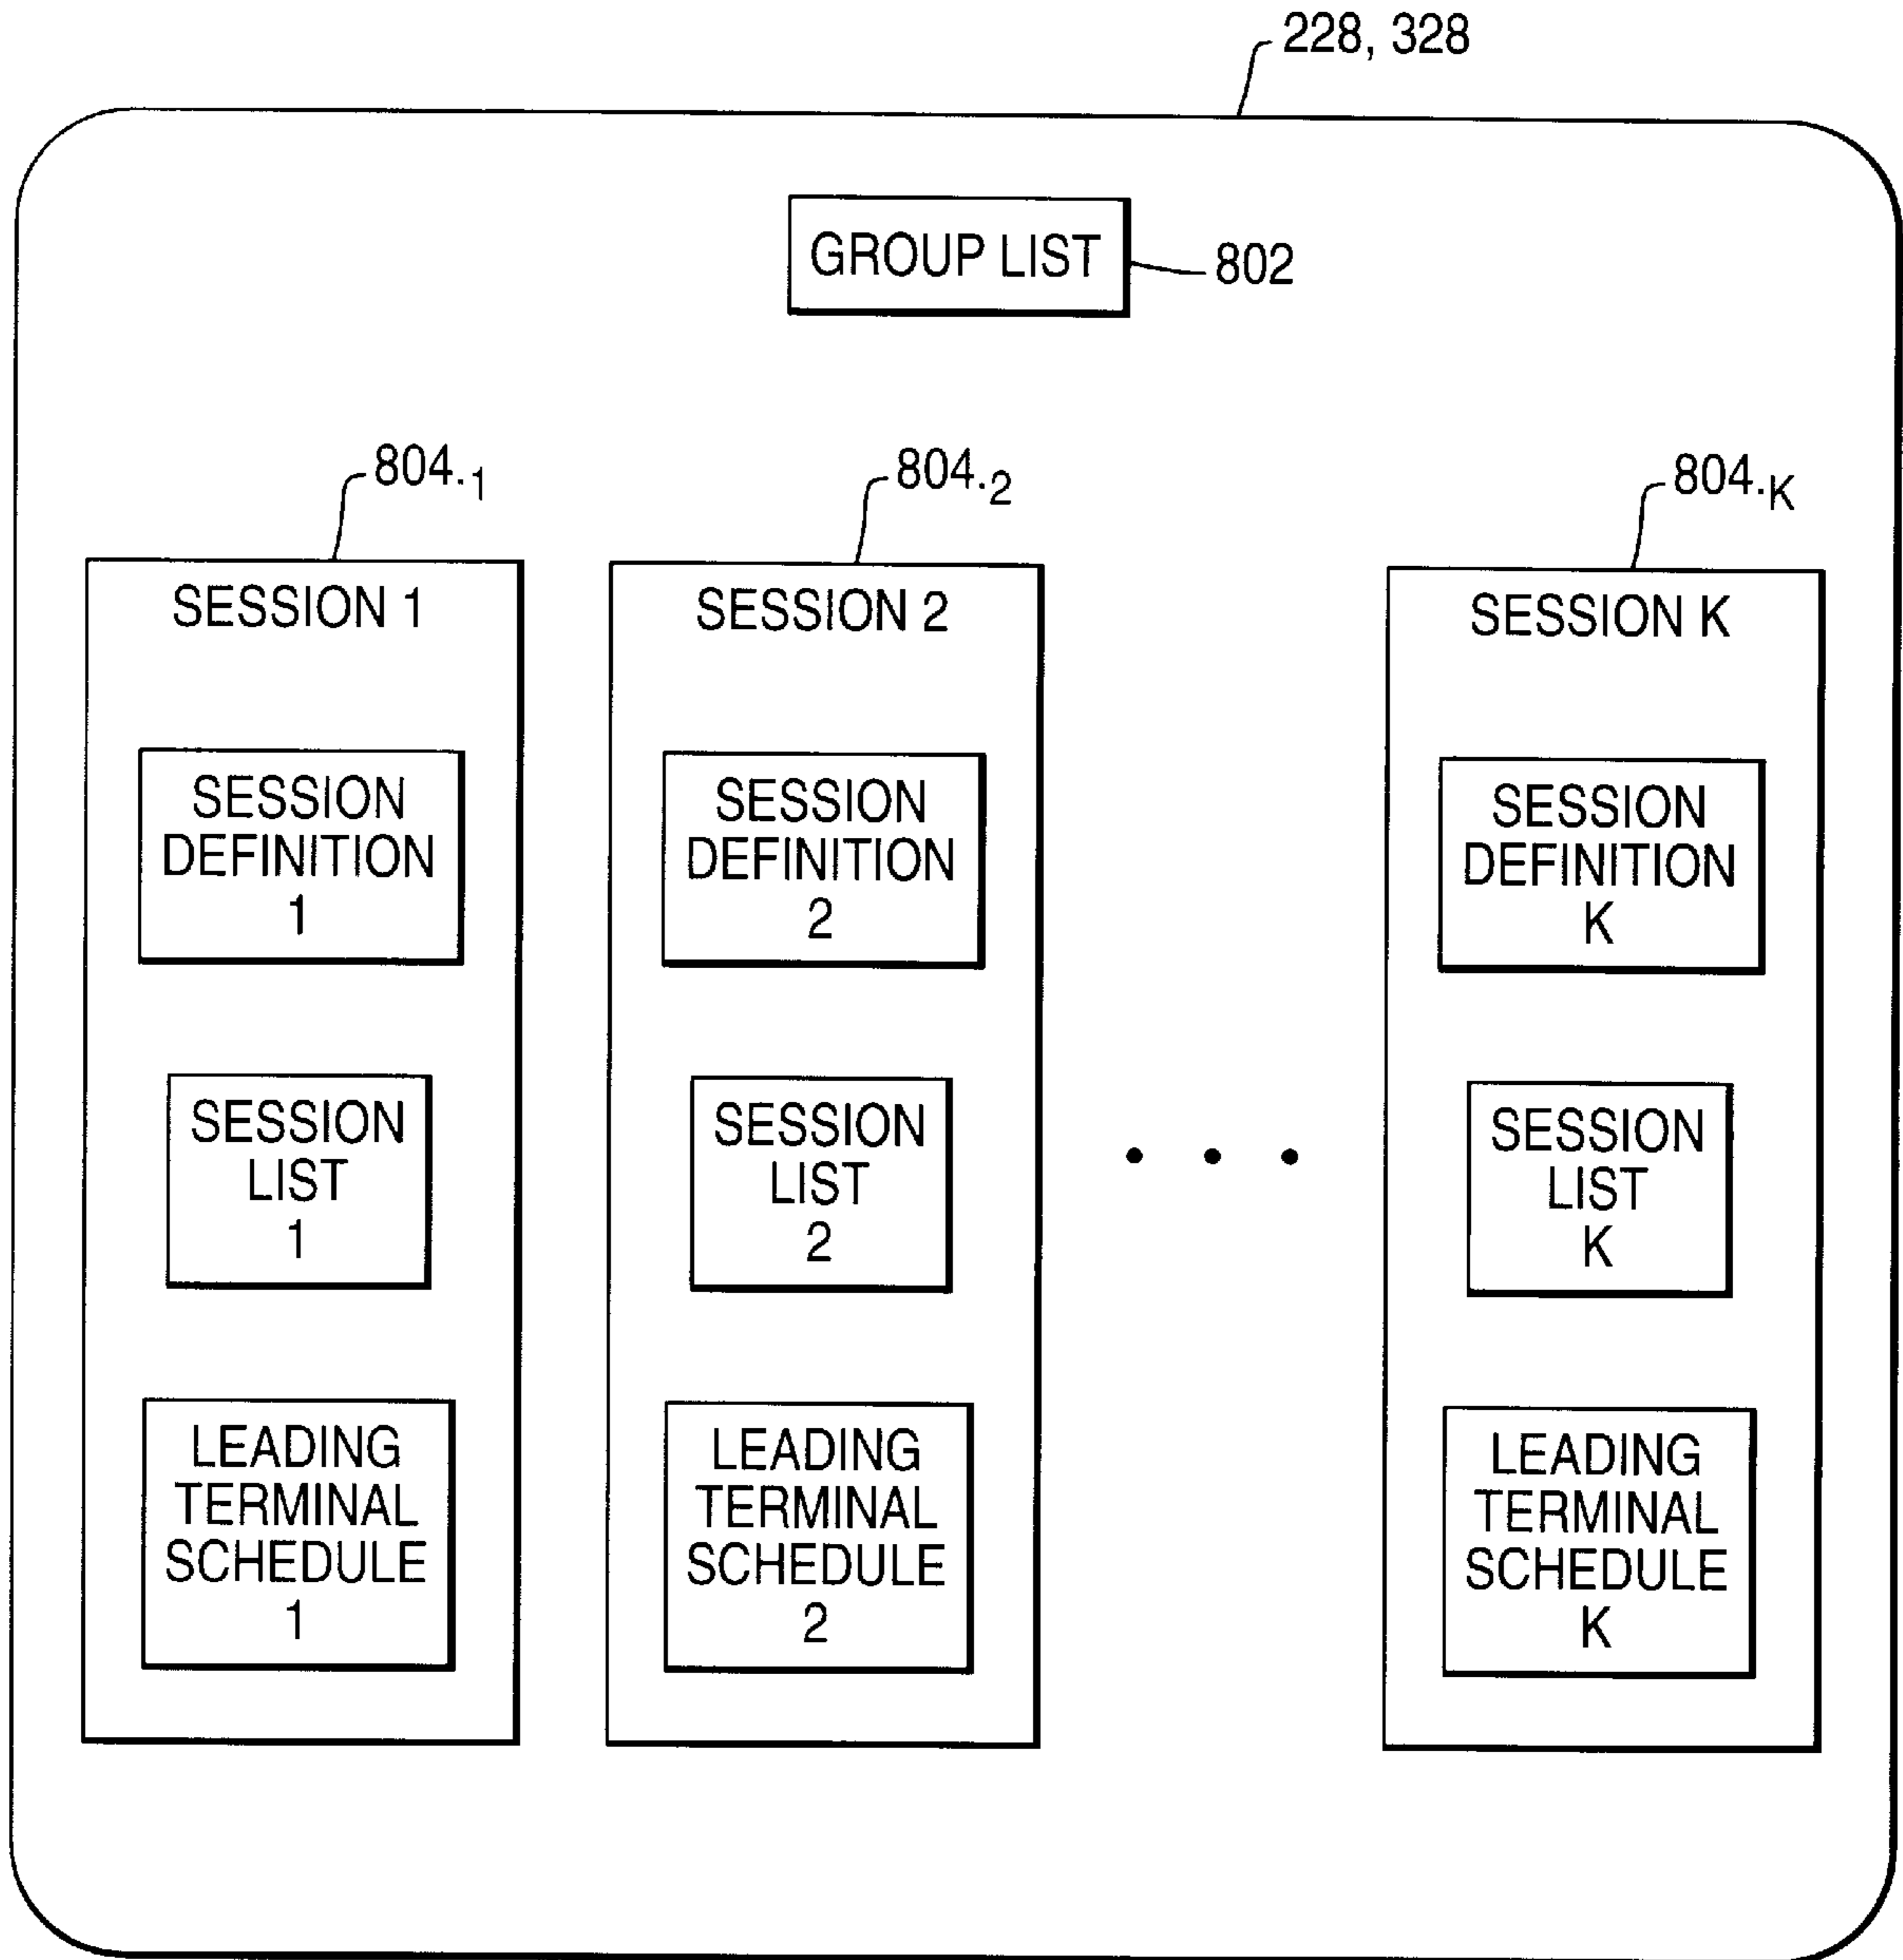 228, 328
GROUP LIST
802
804.1
804.2
804.K
SESSION 1
SESSION DEFINITION 1
SESSION LIST 1
LEADING TERMINAL SCHEDULE 1
SESSION 2
SESSION DEFINITION 2
SESSION LIST 2
LEADING TERMINAL SCHEDULE 2
SESSION K
SESSION DEFINITION K
SESSION LIST K
LEADING TERMINAL SCHEDULE K